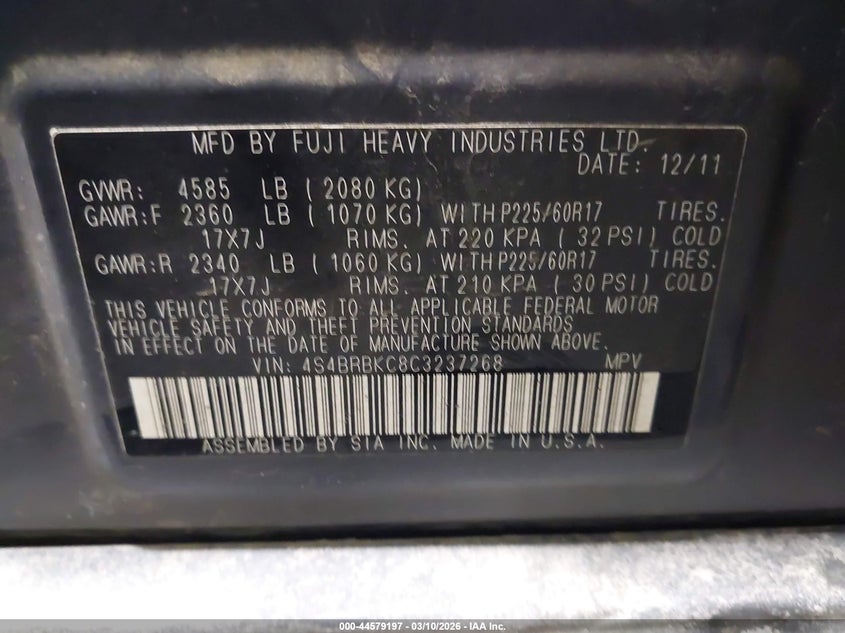 MFD BY FUJI HEAVY INDUSTRIES LTD.
DATE: 12/11
GVWR: 4585 LB ( 2080 KG)
GAWR:F 2360 LB ( 1070 KG) WITH P225/60R17 TIRES.
17X7J RIMS. AT 220 KPA ( 32 PSI) COLD
GAWR:R 2340 LB ( 1060 KG) WITH P225/60R17 TIRES.
17X7J RIMS. AT 210 KPA ( 30 PSI) COLD
THIS VEHICLE CONFORMS TO ALL APPLICABLE FEDERAL MOTOR
VEHICLE SAFETY AND THEFT PREVENTION STANDARDS
IN EFFECT ON THE DATE OF MANUFACTURE SHOWN ABOVE.
VIN: 4S4BRBKC8C3237268 MPV
ASSEMBLED BY SIA INC. MADE IN U.S.A.
000-44579197 - 03/10/2026 - IAA Inc.